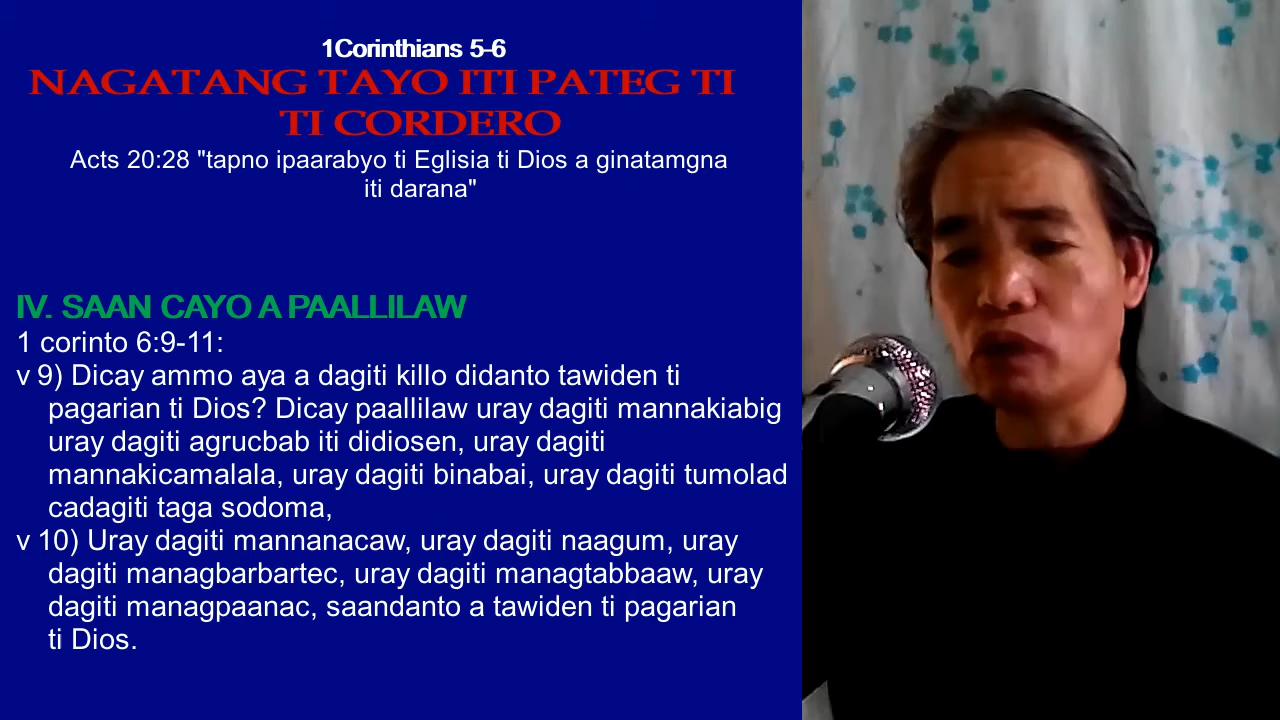 1Corinthians 5-6
NAGATANG TAYO ITI PATEG TI
TI CORDERO
Acts 20:28 "tapno ipaarabyo ti Eglisia ti Dios a ginatamgna
iti darana"
IV. SAAN CAYO A PAALLILAW
1 corinto 6:9-11:
v 9) Dicay ammo aya a dagiti killo didanto tawiden ti
pagarian ti Dios? Dicay paallilaw uray dagiti mannakiabig
uray dagiti agrucbab iti didiosen, uray dagiti
mannakicamalala, uray dagiti binabai, uray dagiti tumolad
cadagiti taga sodoma,
v 10) Uray dagiti mannanacaw, uray dagiti naagum, uray
dagiti managbarbartec, uray dagiti managtabbaaw, uray
dagiti managpaanac, saandanto a tawiden ti pagarian
ti Dios.